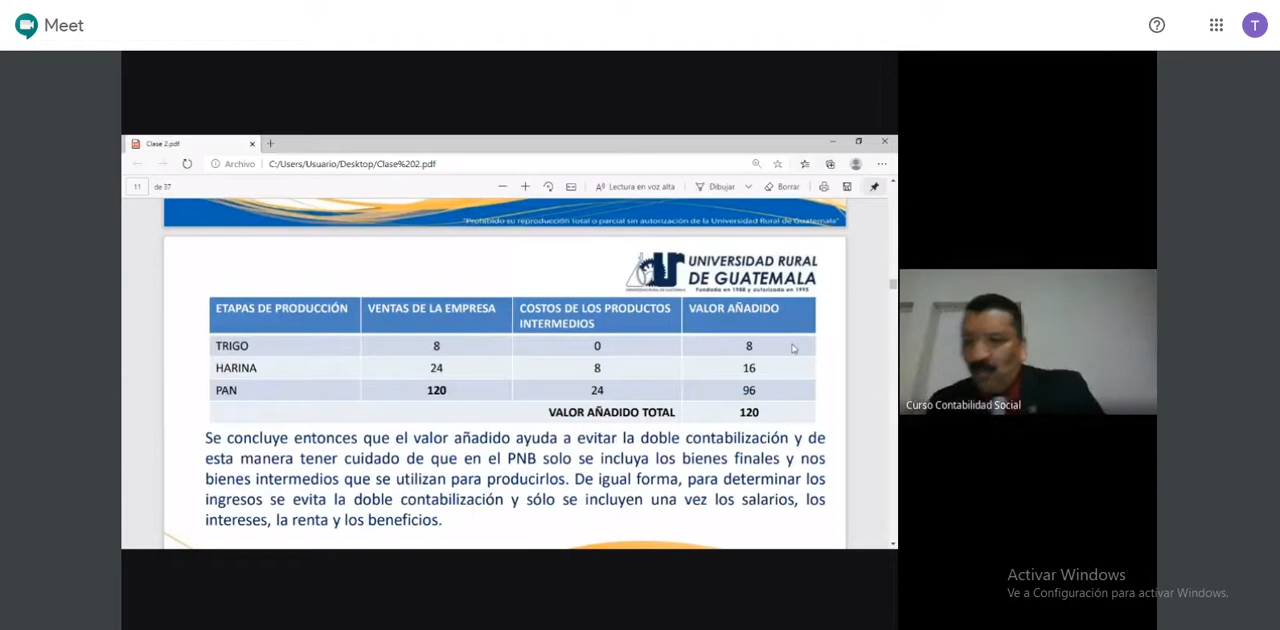 Meet
T
Clase 2.pdf
Archivo C:/Users/Usuario/Desktop/Clase%202.pdf
11 de 37 Lectura en voz alta Dibujar Borrar
"Prohibido su reproducción total o parcial sin autorización de la Universidad Rural de Guatemala"
UNIVERSIDAD RURAL
DE GUATEMALA
Fundada en 1988 y autorizada en 1995
ETAPAS DE PRODUCCIÓN VENTAS DE LA EMPRESA COSTOS DE LOS PRODUCTOS INTERMEDIOS VALOR AÑADIDO
TRIGO 8 0 8
HARINA 24 8 16
PAN 120 24 96
VALOR AÑADIDO TOTAL 120
Se concluye entonces que el valor añadido ayuda a evitar la doble contabilización y de
esta manera tener cuidado de que en el PNB solo se incluya los bienes finales y nos
bienes intermedios que se utilizan para producirlos. De igual forma, para determinar los
ingresos se evita la doble contabilización y sólo se incluyen una vez los salarios, los
intereses, la renta y los beneficios.
Curso Contabilidad Social
Activar Windows
Ve a Configuración para activar Windows.